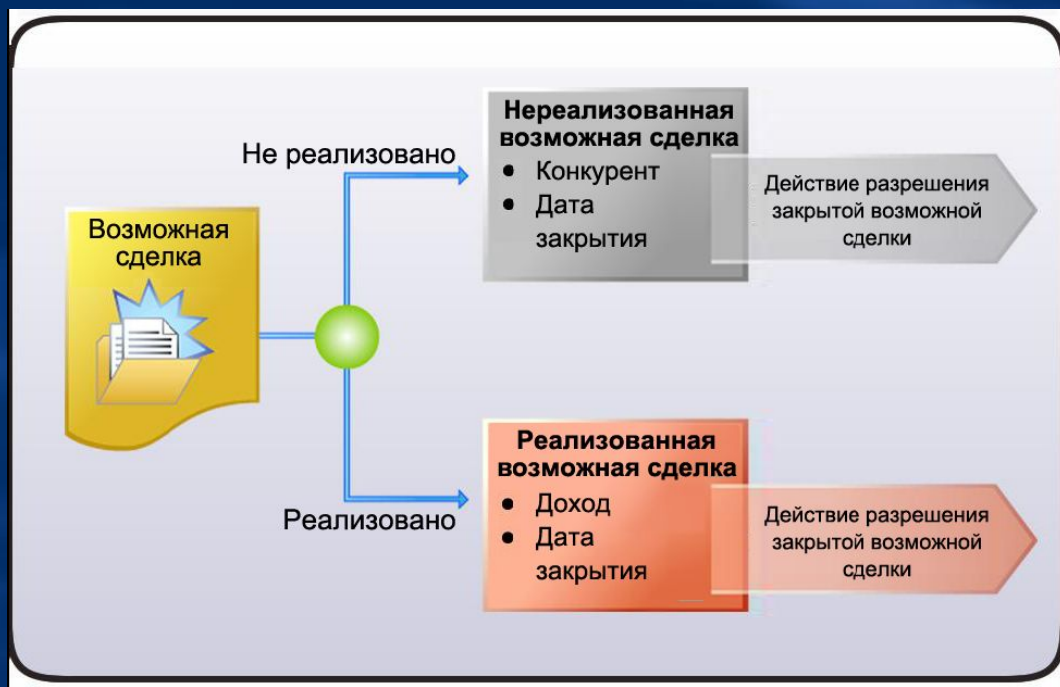 Возможная
сделка
Не реализовано
Нереализованная
возможная сделка
• Конкурент
• Дата
закрытия
Действие разрешения
закрытой возможной
сделки
Реализовано
Реализованная
возможная сделка
• Доход
• Дата
закрытия
Действие разрешения
закрытой возможной
сделки